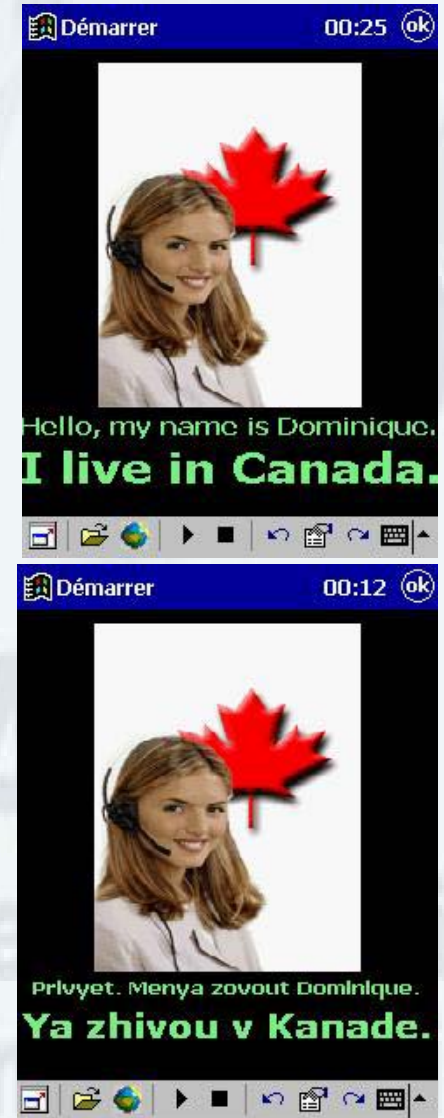 Démarrer 00:25 ok
Hello, my name is Dominique.
I live in Canada.
Démarrer 00:12 ok
Privyet. Menya zovout Dominique.
Ya zhivou v Kanade.